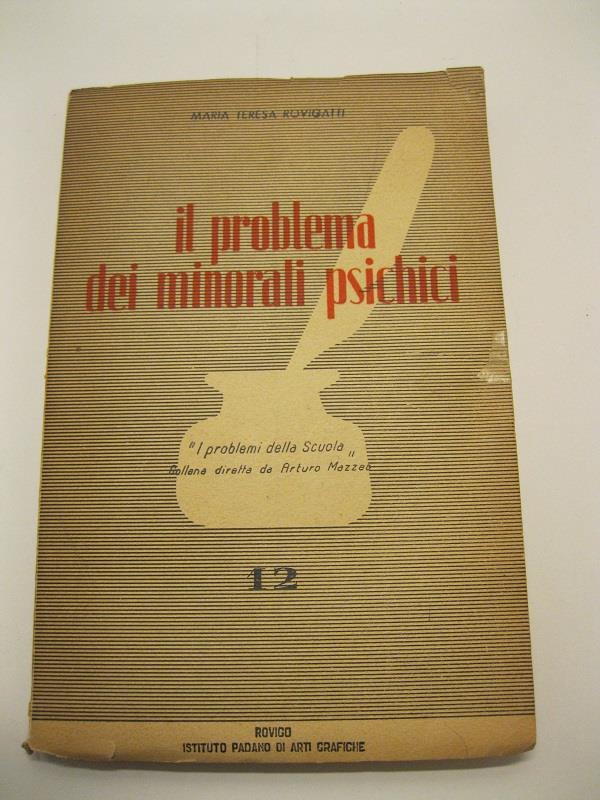 MARIA TERESA ROVIGATTI
il problema
dei minorali psichici
"I problemi della Scuola„
Collana diretta da Arturo Mazzeo
12
ROVIGO
ISTITUTO PADANO DI ARTI GRAFICHE